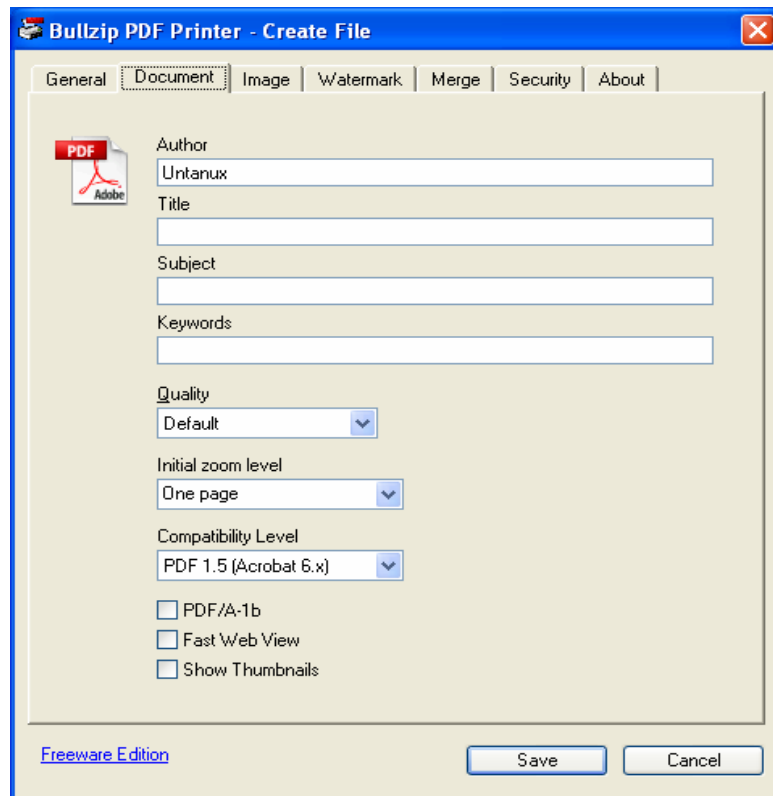 Bullzip PDF Printer - Create File
General Document Image Watermark Merge Security About
PDF
Adobe
Author
Untanux
Title
Subject
Keywords
Quality
Default
Initial zoom level
One page
Compatibility Level
PDF 1.5 (Acrobat 6.x)
PDF/A-1b
Fast Web View
Show Thumbnails
Freeware Edition Save Cancel